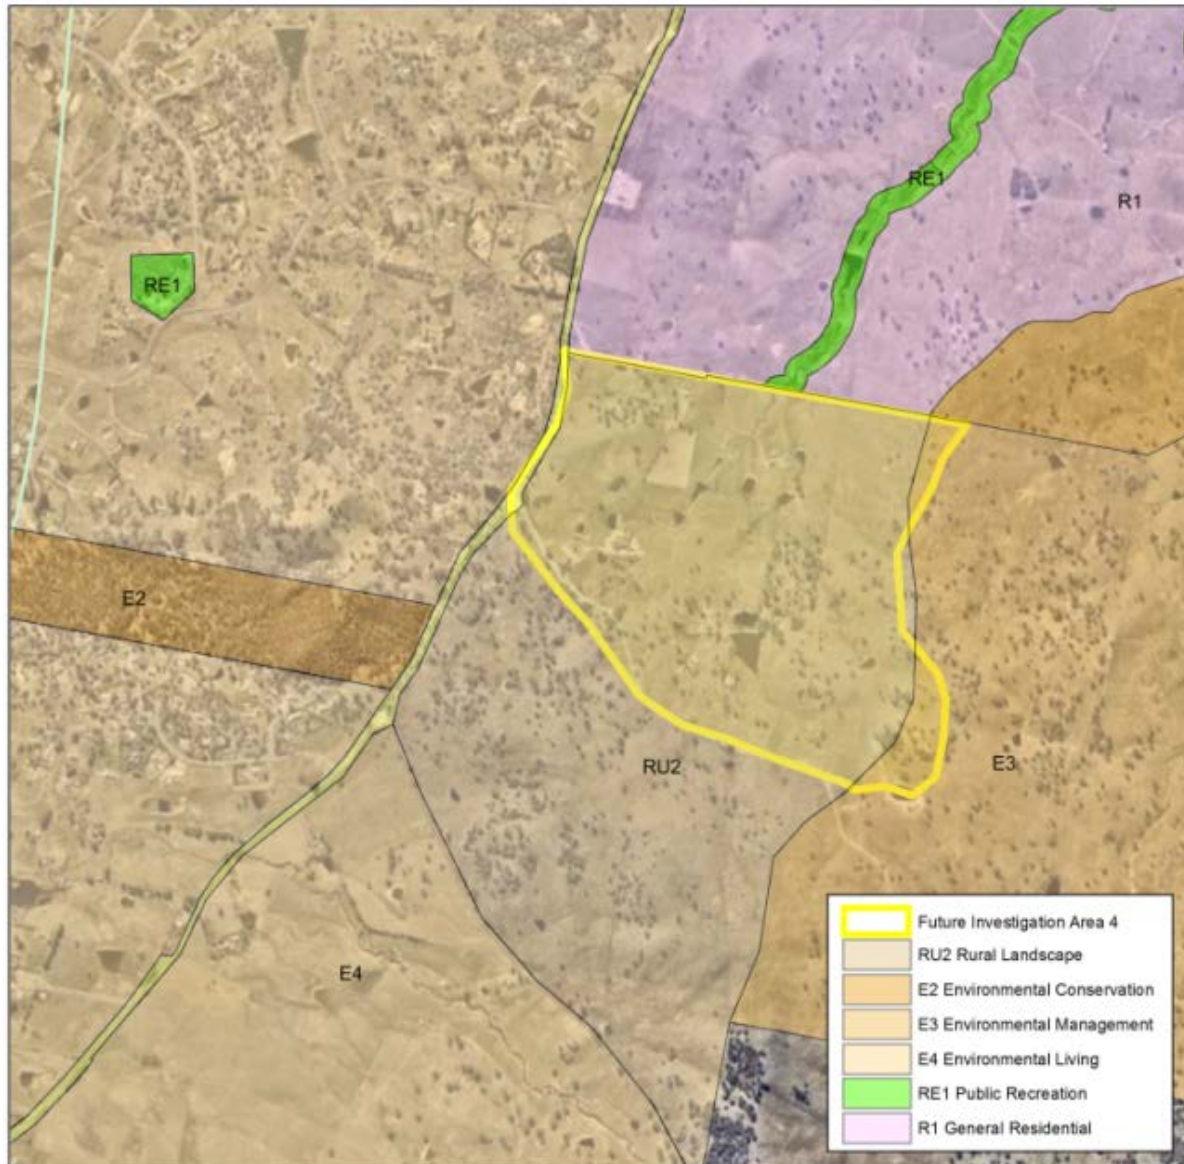 RE1
R1
RE1
E2
RU2
E3
E4
Future Investigation Area 4
RU2 Rural Landscape
E2 Environmental Conservation
E3 Environmental Management
E4 Environmental Living
RE1 Public Recreation
R1 General Residential